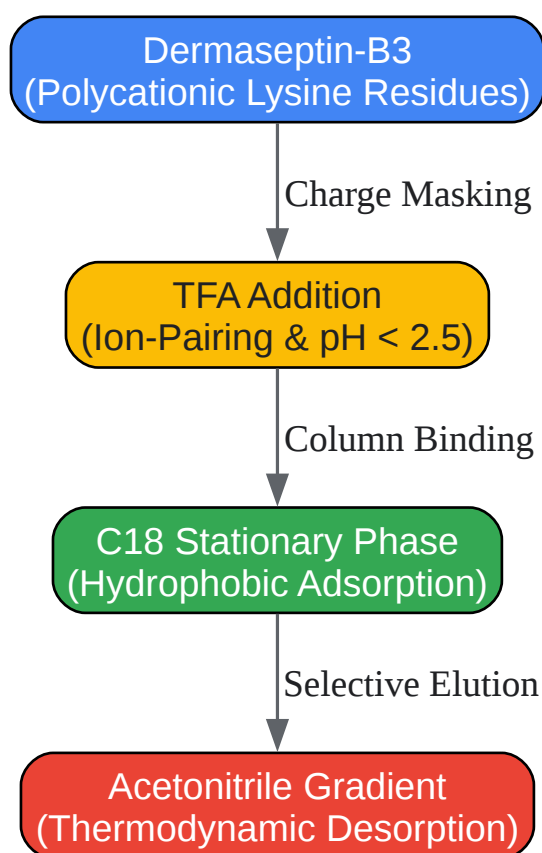 Dermaseptin-B3
(Polycationic Lysine Residues)
Charge Masking
TFA Addition
(Ion-Pairing & pH < 2.5)
Column Binding
C18 Stationary Phase
(Hydrophobic Adsorption)
Selective Elution
Acetonitrile Gradient
(Thermodynamic Desorption)